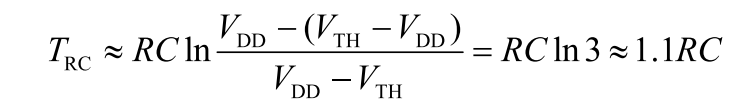 T_RC ≈ RC ln (V_DD − (V_TH − V_DD)) / (V_DD − V_TH) = RC ln 3 ≈ 1.1RC